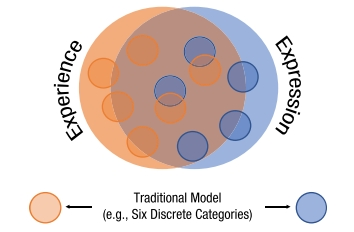 Experience
Expression
Traditional Model
(e.g., Six Discrete Categories)